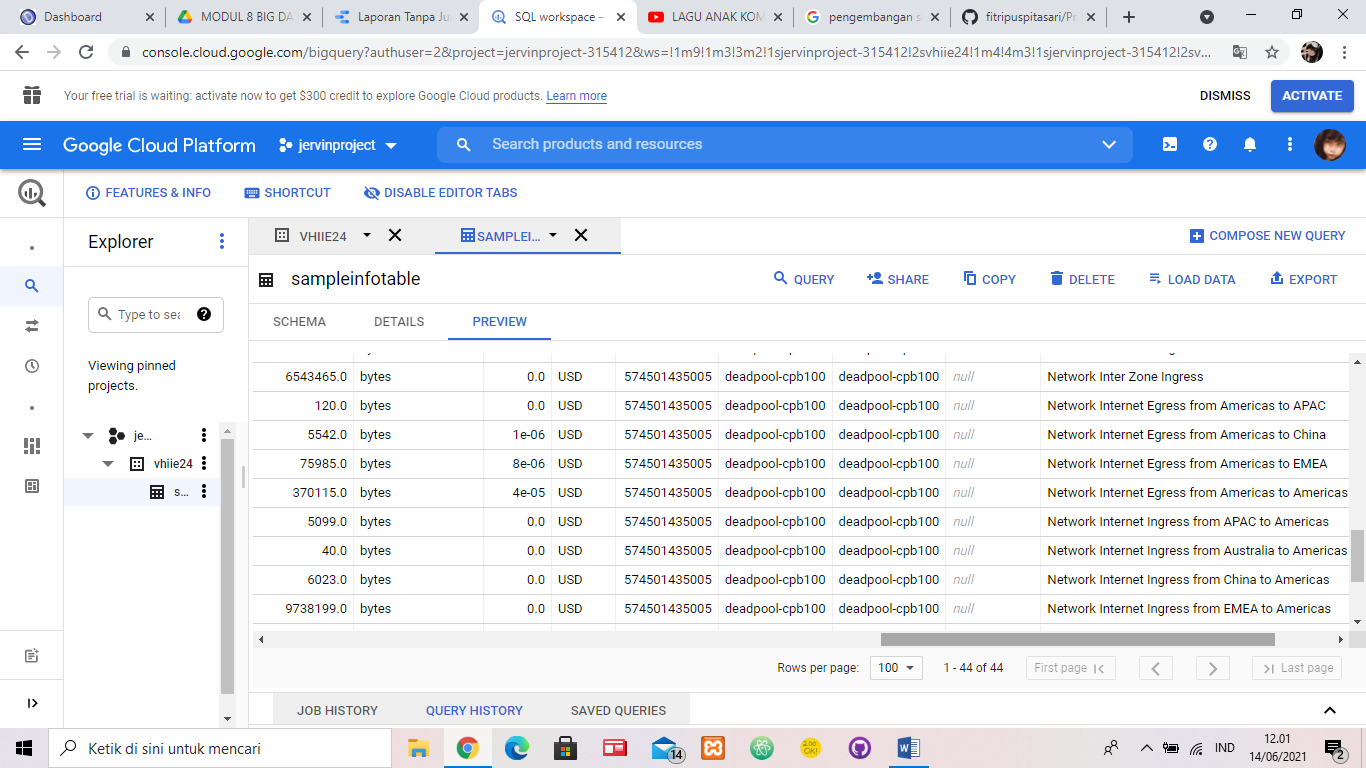 Dashboard
MODUL 8 BIG DA
Laporan Tanpa Ju
SQL workspace –
LAGU ANAK KOM
pengembangan s
fitripuspitasari/Pr
console.cloud.google.com/bigquery?authuser=2&project=jervinproject-315412&ws=!1m9!1m3!3m2!1sjervinproject-315412!2svhiie24!1m4!4m3!1sjervinproject-315412!2sv...
Your free trial is waiting: activate now to get $300 credit to explore Google Cloud products. Learn more
DISMISS
ACTIVATE
Google Cloud Platform
jervinproject
Search products and resources
FEATURES & INFO
SHORTCUT
DISABLE EDITOR TABS
Explorer
VHIIE24
SAMPLEI...
COMPOSE NEW QUERY
sampleinfotable
QUERY
SHARE
COPY
DELETE
LOAD DATA
EXPORT
Type to sea
SCHEMA
DETAILS
PREVIEW
Viewing pinned
projects.
je...
vhiie24
s...
6543465.0 bytes 0.0 USD 574501435005 deadpool-cpb100 deadpool-cpb100 null Network Inter Zone Ingress
120.0 bytes 0.0 USD 574501435005 deadpool-cpb100 deadpool-cpb100 null Network Internet Egress from Americas to APAC
5542.0 bytes 1e-06 USD 574501435005 deadpool-cpb100 deadpool-cpb100 null Network Internet Egress from Americas to China
75985.0 bytes 8e-06 USD 574501435005 deadpool-cpb100 deadpool-cpb100 null Network Internet Egress from Americas to EMEA
370115.0 bytes 4e-05 USD 574501435005 deadpool-cpb100 deadpool-cpb100 null Network Internet Egress from Americas to Americas
5099.0 bytes 0.0 USD 574501435005 deadpool-cpb100 deadpool-cpb100 null Network Internet Ingress from APAC to Americas
40.0 bytes 0.0 USD 574501435005 deadpool-cpb100 deadpool-cpb100 null Network Internet Ingress from Australia to Americas
6023.0 bytes 0.0 USD 574501435005 deadpool-cpb100 deadpool-cpb100 null Network Internet Ingress from China to Americas
9738199.0 bytes 0.0 USD 574501435005 deadpool-cpb100 deadpool-cpb100 null Network Internet Ingress from EMEA to Americas
Rows per page: 100 1 - 44 of 44 First page Last page
JOB HISTORY
QUERY HISTORY
SAVED QUERIES
Ketik di sini untuk mencari
14
IND
12.01
14/06/2021
2